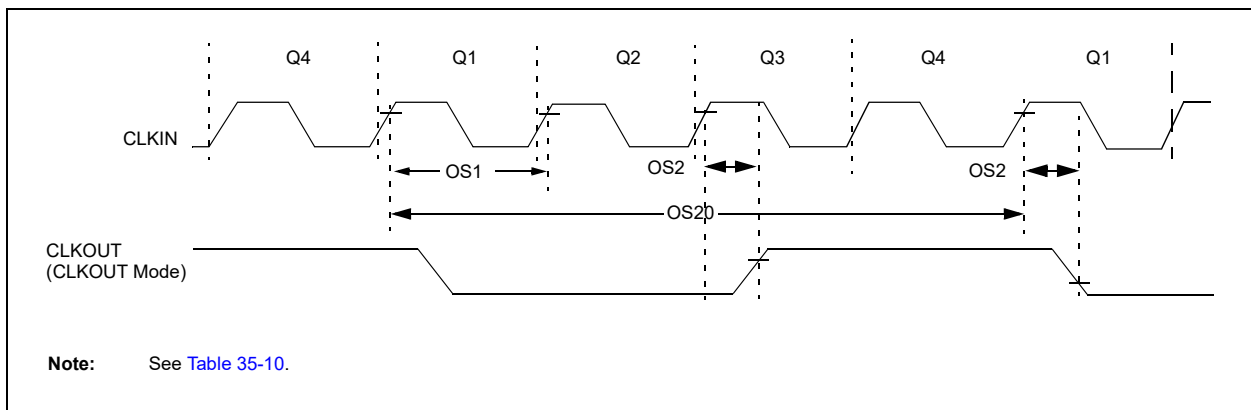 Q4 Q1 Q2 Q3 Q4 Q1
CLKIN
OS1 OS2 OS2
OS20
CLKOUT
(CLKOUT Mode)
Note: See Table 35-10.